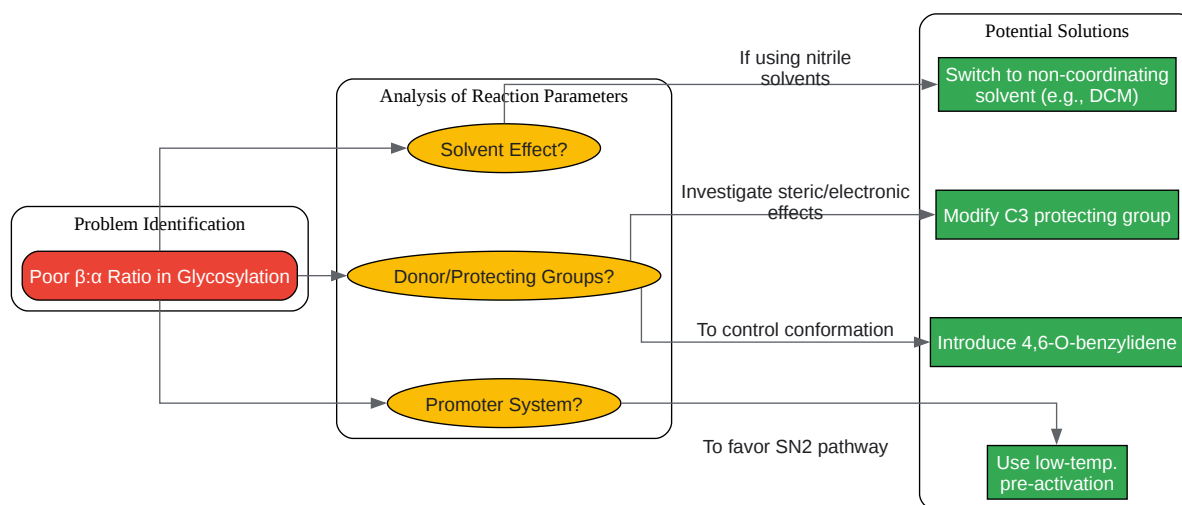 Problem Identification
Poor β:α Ratio in Glycosylation
Analysis of Reaction Parameters
Solvent Effect?
Donor/Protecting Groups?
Promoter System?
If using nitrile
solvents
Investigate steric/electronic
effects
To control conformation
To favor SN2 pathway
Potential Solutions
Switch to non-coordinating
solvent (e.g., DCM)
Modify C3 protecting group
Introduce 4,6-O-benzylidene
Use low-temp.
pre-activation